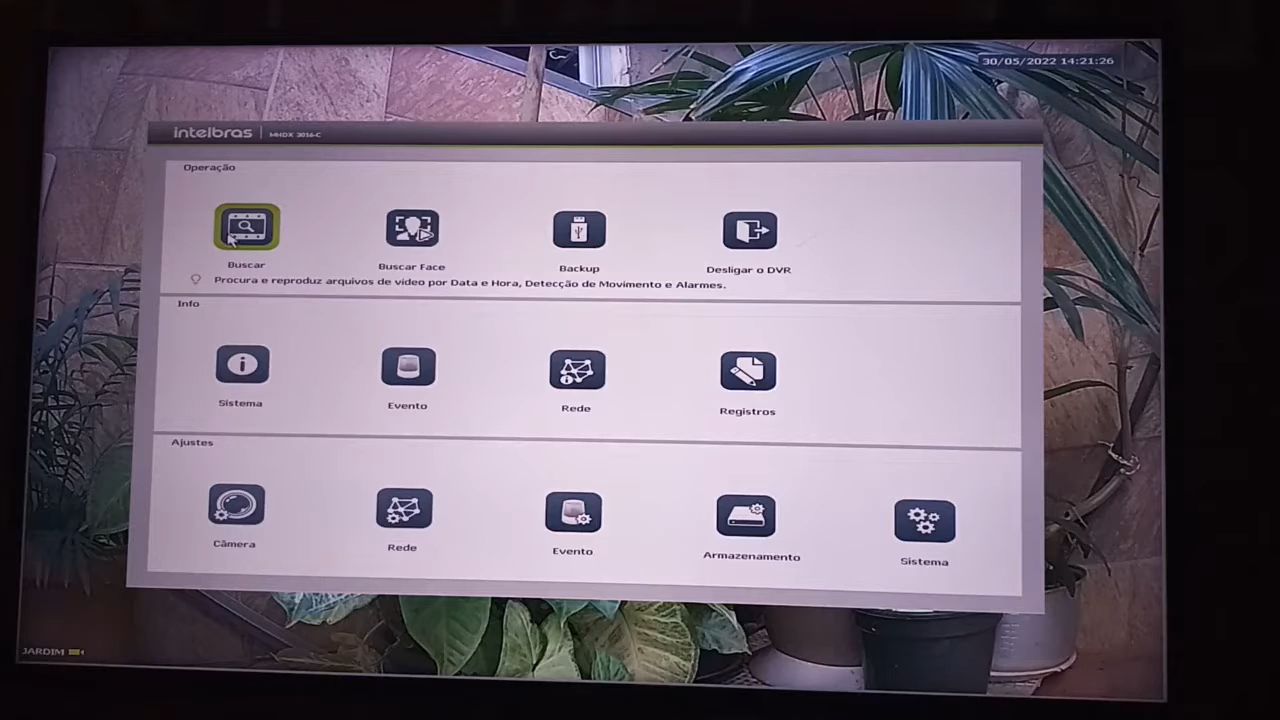 30/05/2022 14:21:26
intelbras MHDX 3016-C
Operação
Buscar
Buscar Face
Backup
Desligar o DVR
Procura e reproduz arquivos de vídeo por Data e Hora, Detecção de Movimento e Alarmes.
Info
Sistema
Evento
Rede
Registros
Ajustes
Câmera
Rede
Evento
Armazenamento
Sistema
JARDIM